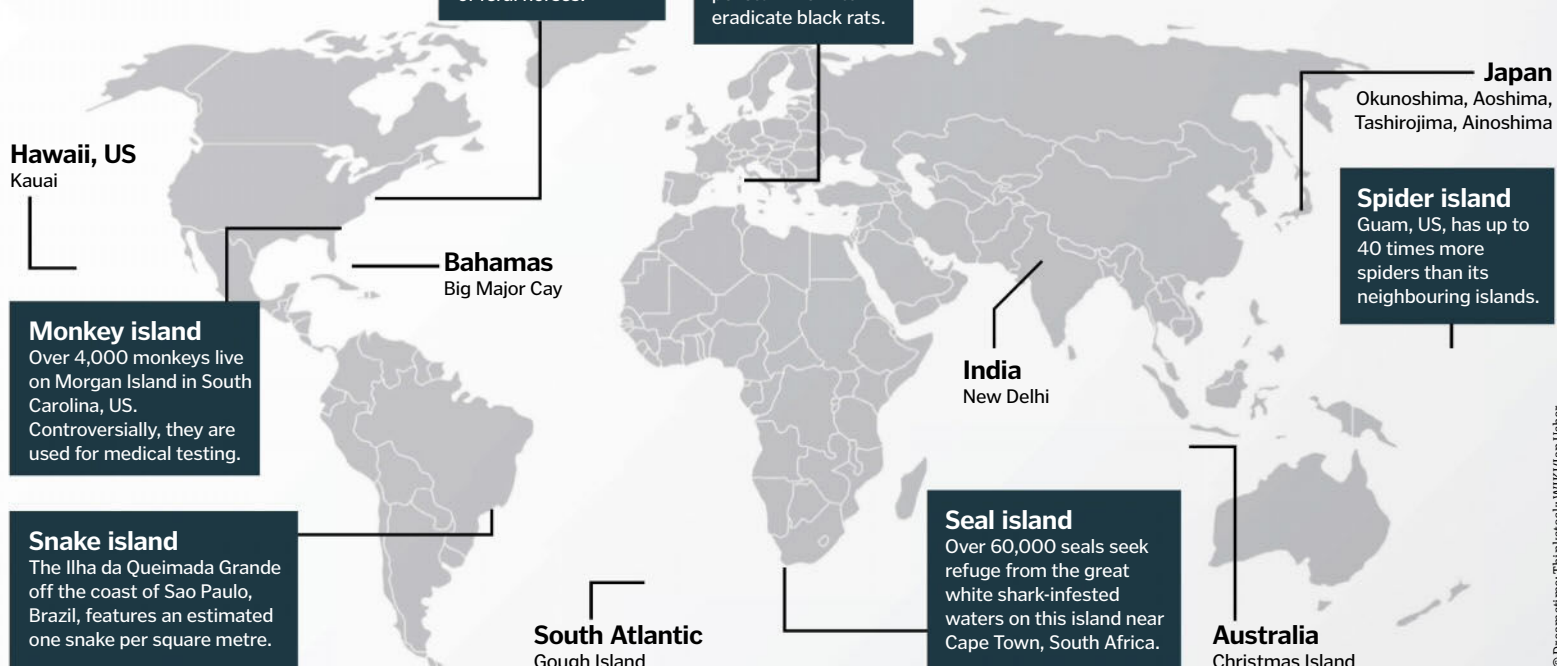 eradicate black rats.
Japan
Okunoshima, Aoshima,
Tashirojima, Ainoshima
Hawaii, US
Kauai
Spider island
Guam, US, has up to
40 times more
spiders than its
neighbouring islands.
Bahamas
Big Major Cay
Monkey island
Over 4,000 monkeys live
on Morgan Island in South
Carolina, US.
Controversially, they are
used for medical testing.
India
New Delhi
Snake island
The Ilha da Queimada Grande
off the coast of Sao Paulo,
Brazil, features an estimated
one snake per square metre.
Seal island
Over 60,000 seals seek
refuge from the great
white shark-infested
waters on this island near
Cape Town, South Africa.
South Atlantic
Gough Island
Australia
Christmas Island